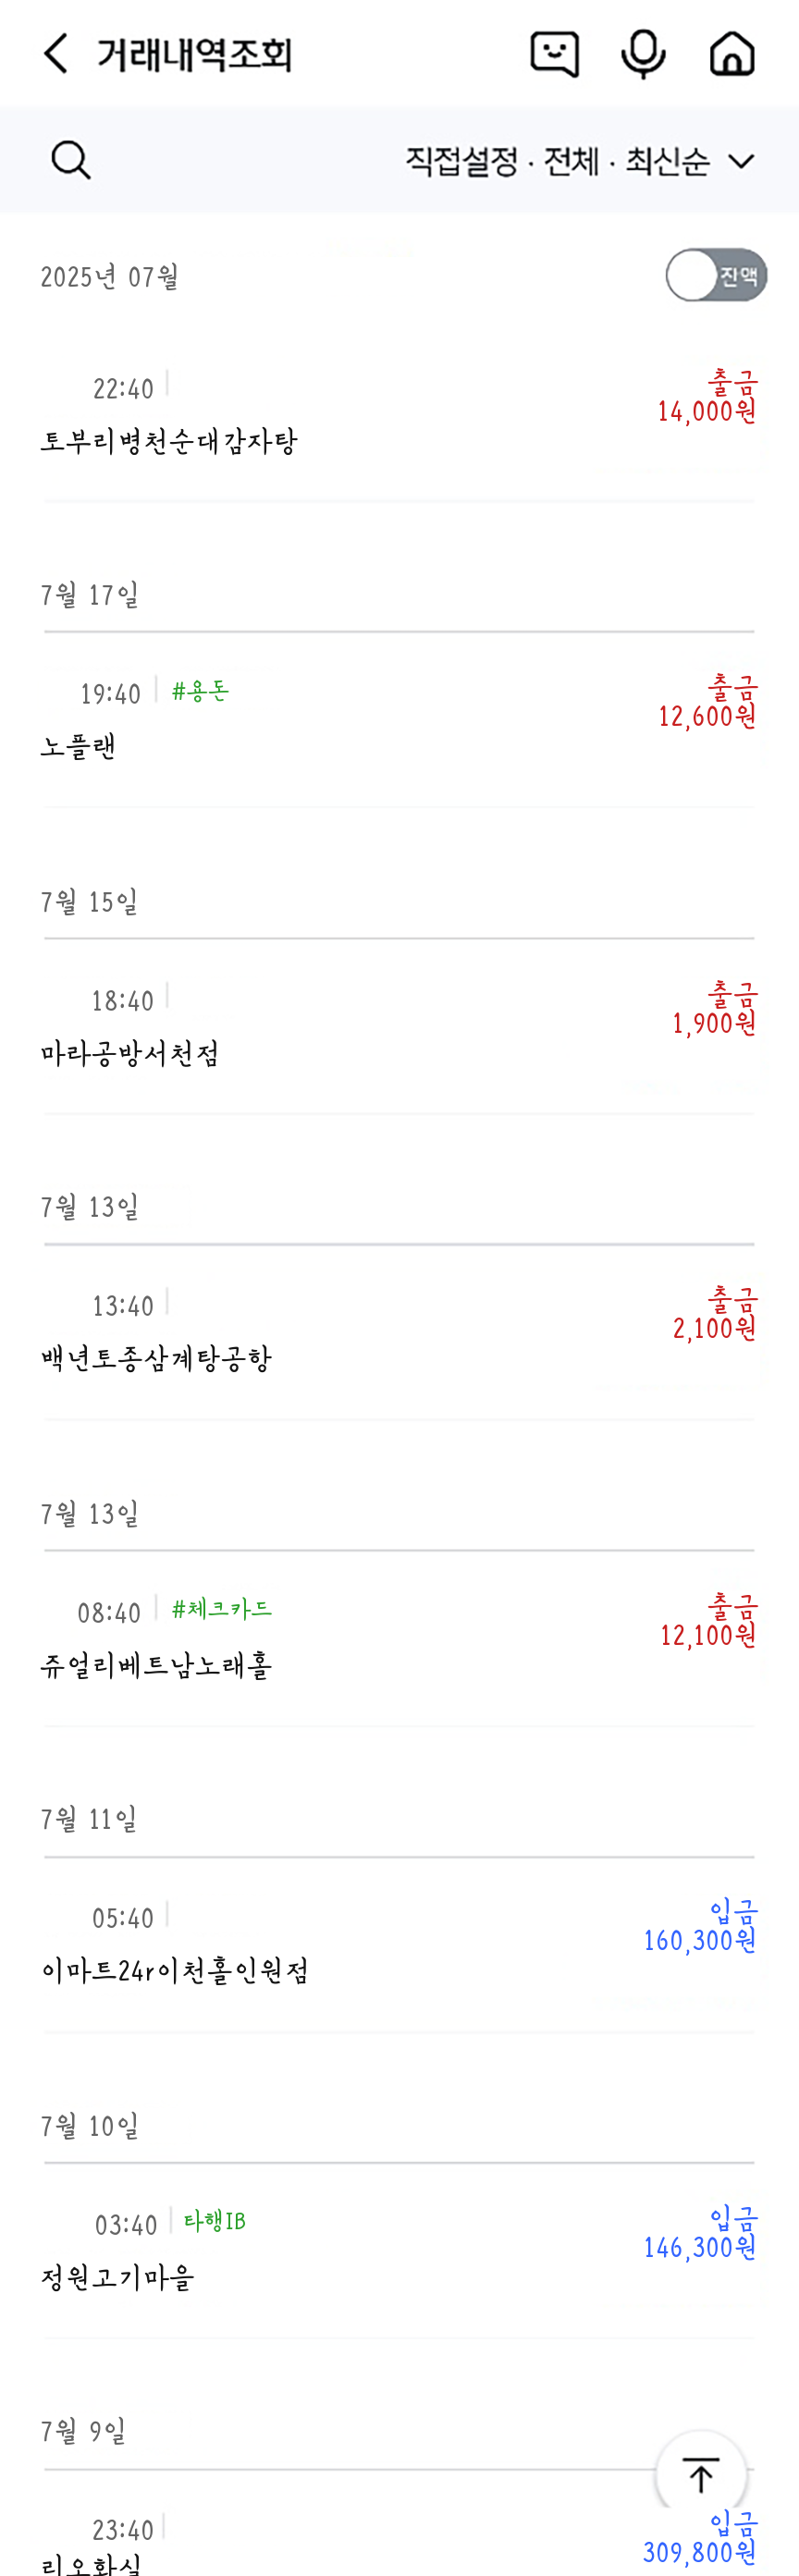 거래내역조회
직접설정 · 전체 · 최신순
2025년 07월
잔액
22:40
출금
14,000원
토부리병천순대감자탕
7월 17일
19:40 #용돈
출금
12,600원
노플랜
7월 15일
18:40
출금
1,900원
마라공방서천점
7월 13일
13:40
출금
2,100원
백년토종삼계탕공항
7월 13일
08:40 #체크카드
출금
12,100원
쥬얼리베트남노래홀
7월 11일
05:40
입금
160,300원
이마트24r이천홀인원점
7월 10일
03:40 타행IB
입금
146,300원
정원고기마을
7월 9일
23:40
입금
309,800원
리오화실